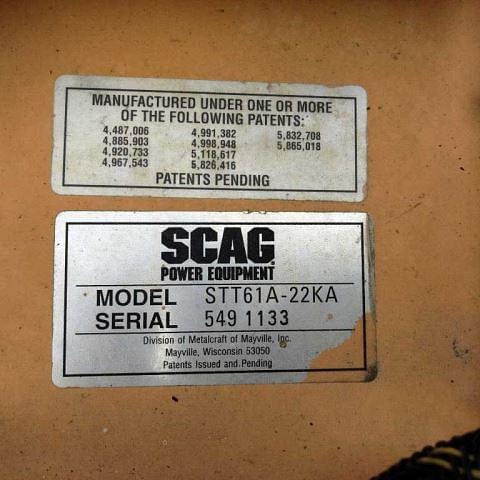 MANUFACTURED UNDER ONE OR MORE
OF THE FOLLOWING PATENTS:
4,487,006 4,991,382 5,832,708
4,885,903 4,998,948 5,865,018
4,920,733 5,118,617
4,967,543 5,826,416
PATENTS PENDING
SCAG
POWER EQUIPMENT
MODEL STT61A-22KA
SERIAL 549 1133
Division of Metalcraft of Mayville, Inc.
Mayville, Wisconsin 53050
Patents Issued and Pending